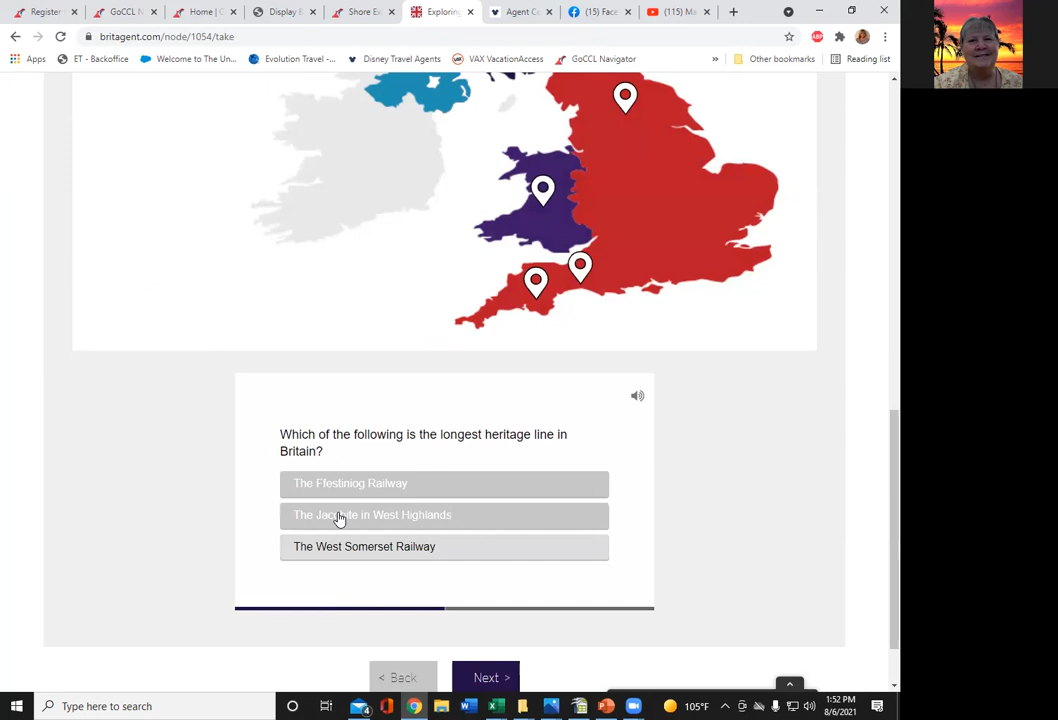 Register
GoCCL N
Home | G
Display B
Shore Ex
Exploring
Agent Ce
(15) Face
(115) Ma
britagent.com/node/1054/take
ABP
Apps
ET - Backoffice
Welcome to The Un...
Evolution Travel -...
Disney Travel Agents
VAX VacationAccess
GoCCL Navigator
»
Other bookmarks
Reading list
Which of the following is the longest heritage line in
Britain?
The Ffestiniog Railway
The Jacobite in West Highlands
The West Somerset Railway
< Back
Next >
Type here to search
4
105°F
1:52 PM
8/6/2021